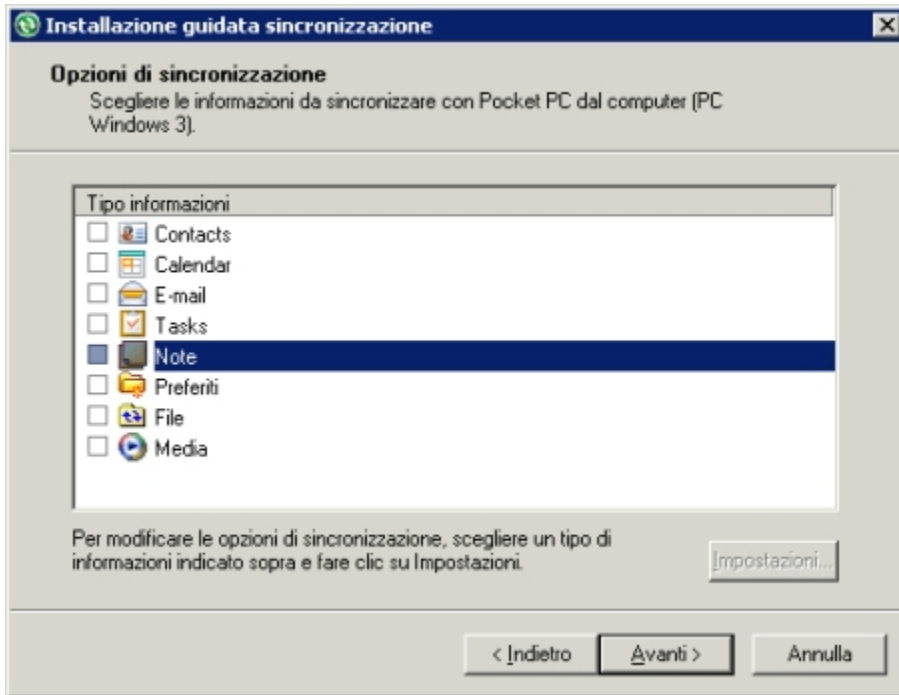 Installazione guidata sincronizzazione
Opzioni di sincronizzazione
Scegliere le informazioni da sincronizzare con Pocket PC dal computer (PC
Windows 3).
Tipo informazioni
Contacts
Calendar
E-mail
Tasks
Note
Preferiti
File
Media
Per modificare le opzioni di sincronizzazione, scegliere un tipo di
informazioni indicato sopra e fare clic su Impostazioni.
Impostazioni...
< Indietro
Avanti >
Annulla